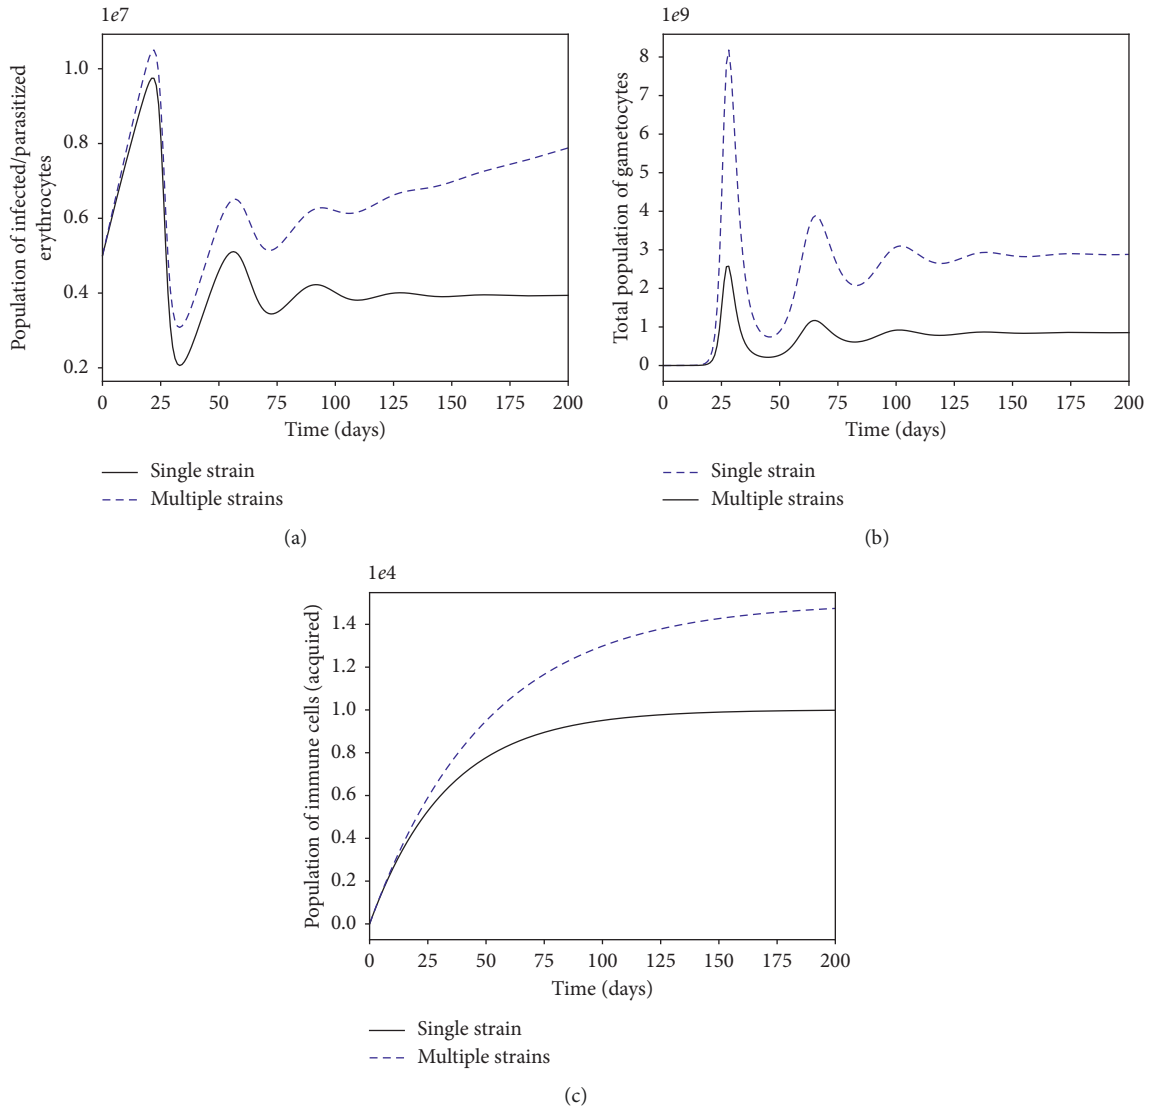 1e7
1.0
0.8
0.6
0.4
0.2
Population of infected/parasitized
erythrocytes
0 25 50 75 100 125 150 175 200
Time (days)
Single strain
Multiple strains
(a)
1e9
8
7
6
5
4
3
2
1
0
Total population of gametocytes
0 25 50 75 100 125 150 175 200
Time (days)
Single strain
Multiple strains
(b)
1e4
1.4
1.2
1.0
0.8
0.6
0.4
0.2
0.0
Population of immune cells (acquired)
0 25 50 75 100 125 150 175 200
Time (days)
Single strain
Multiple strains
(c)